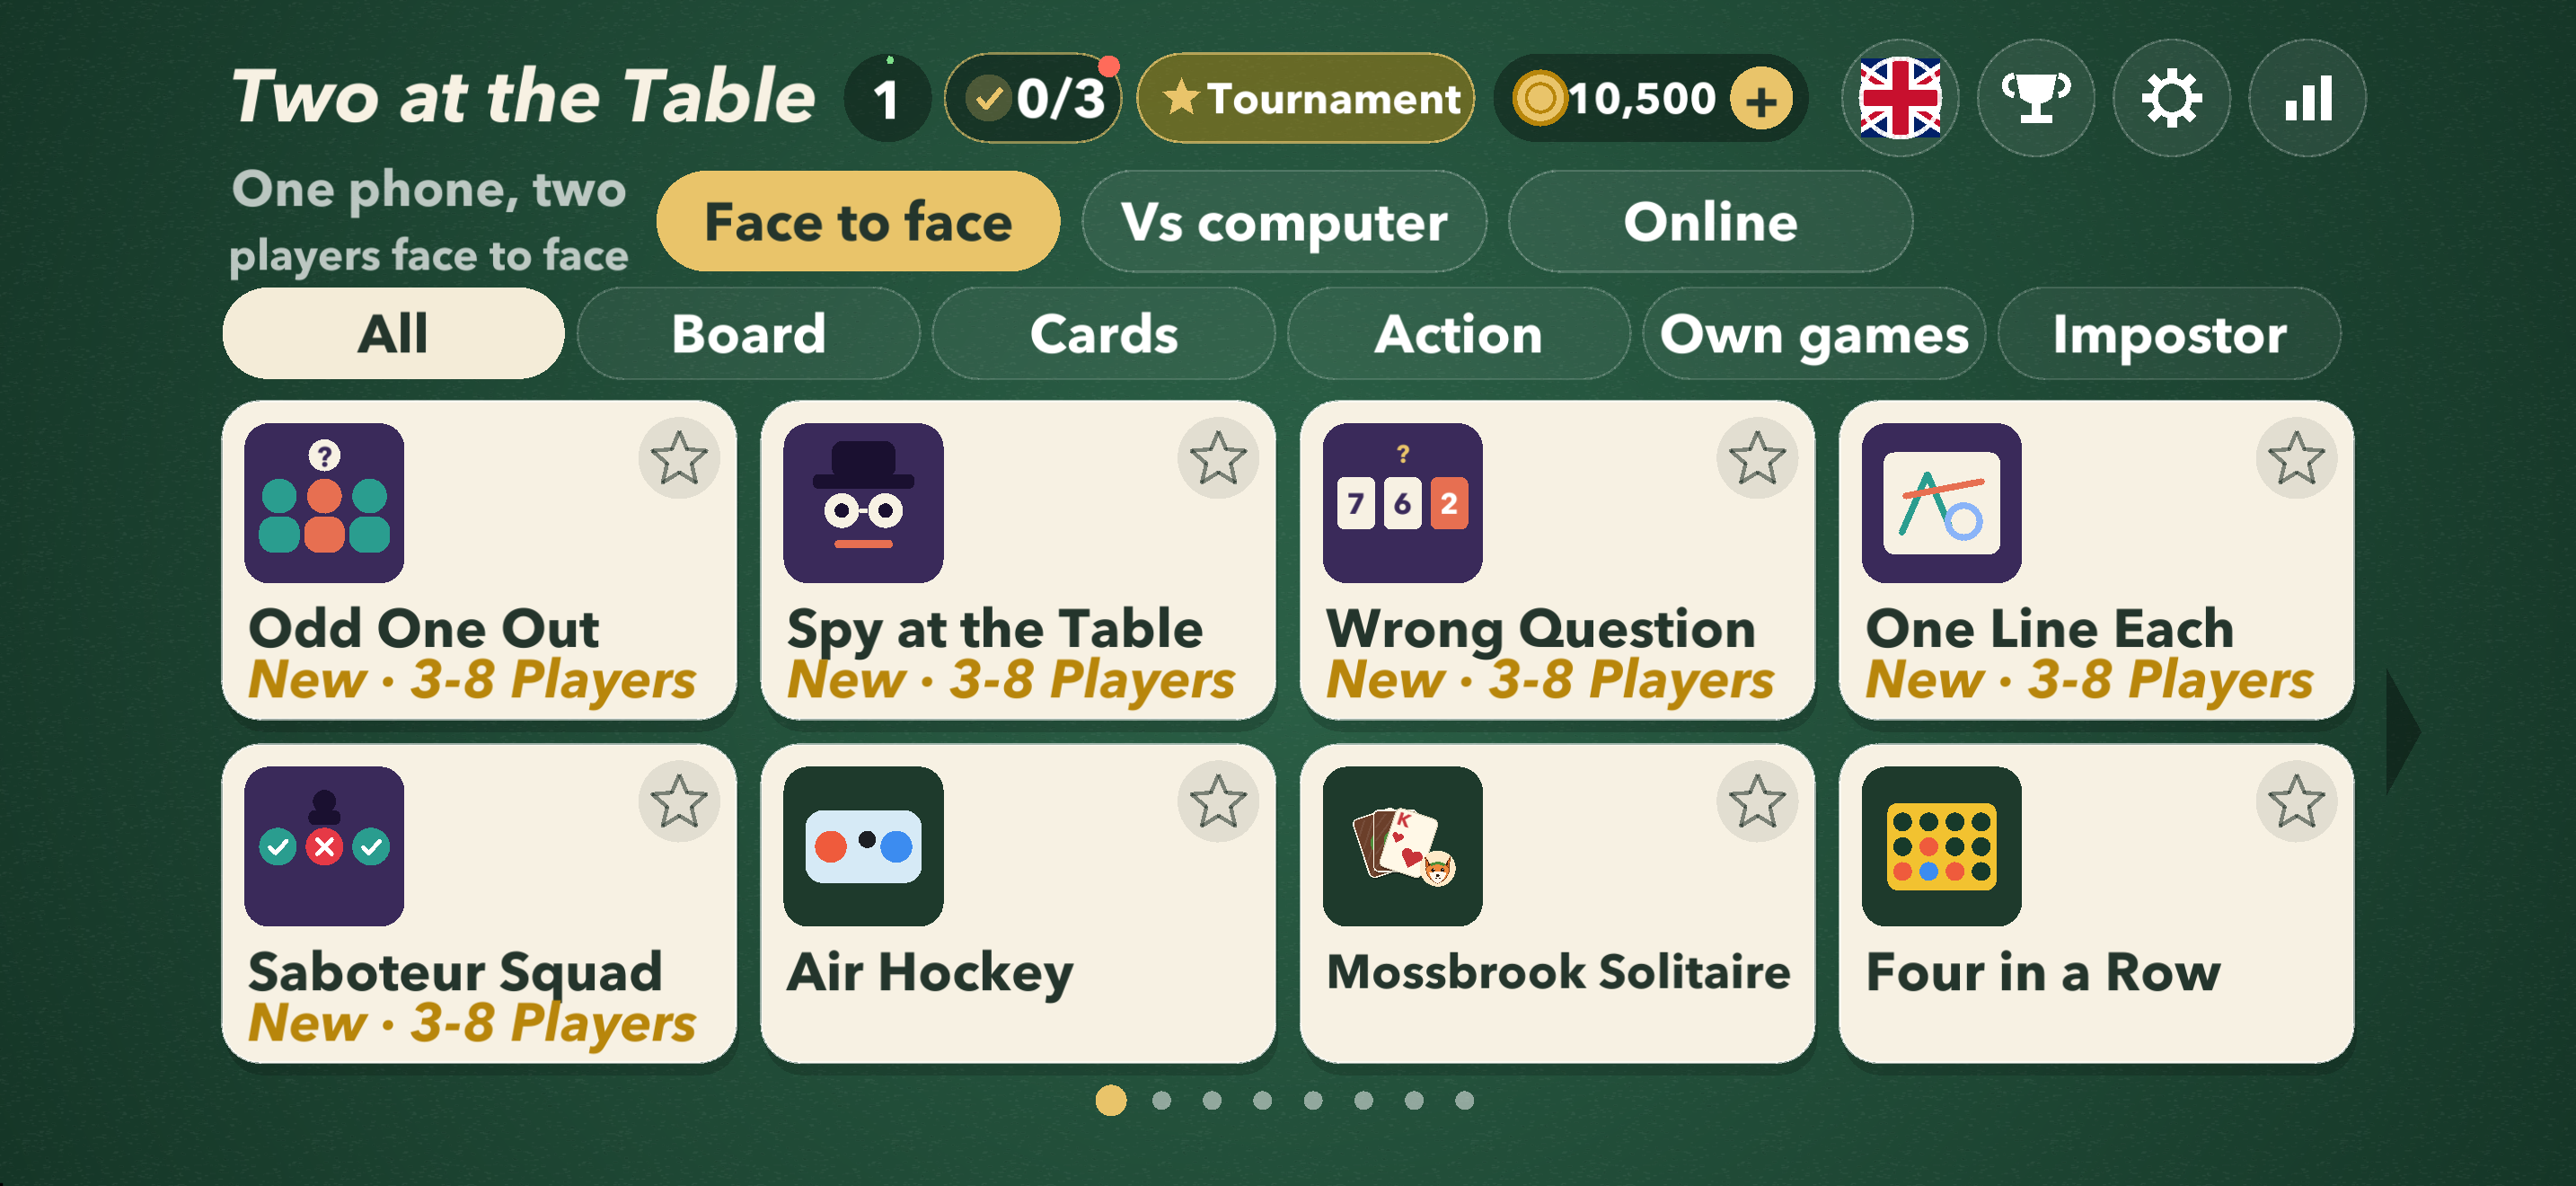 Two at the Table
1
0/3
Tournament
10,500
+
One phone, two
players face to face
Face to face
Vs computer
Online
All
Board
Cards
Action
Own games
Impostor
?
Odd One Out
New · 3-8 Players
Spy at the Table
New · 3-8 Players
?
7 6 2
Wrong Question
New · 3-8 Players
One Line Each
New · 3-8 Players
Saboteur Squad
New · 3-8 Players
Air Hockey
K
Mossbrook Solitaire
Four in a Row